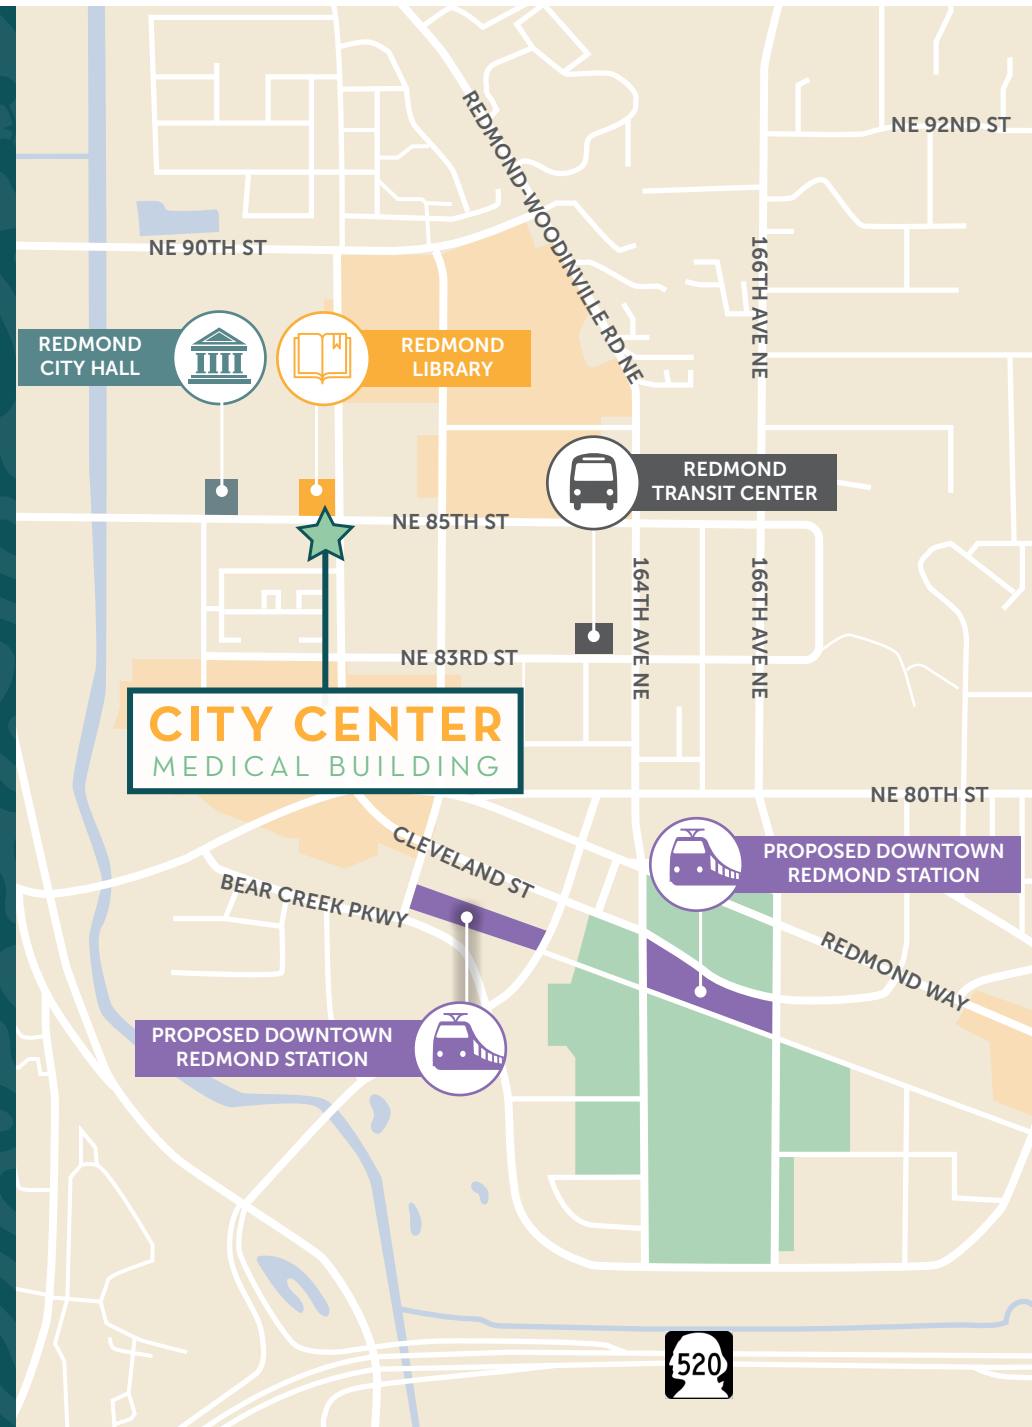 REDMOND-WOODINVILLE RD NE
NE 92ND ST
NE 90TH ST
166TH AVE NE
REDMOND
CITY HALL
REDMOND
LIBRARY
REDMOND
TRANSIT CENTER
NE 85TH ST
164TH AVE NE
166TH AVE NE
NE 83RD ST
CITY CENTER
MEDICAL BUILDING
NE 80TH ST
CLEVELAND ST
PROPOSED DOWNTOWN
REDMOND STATION
BEAR CREEK PKWY
REDMOND WAY
PROPOSED DOWNTOWN
REDMOND STATION
520